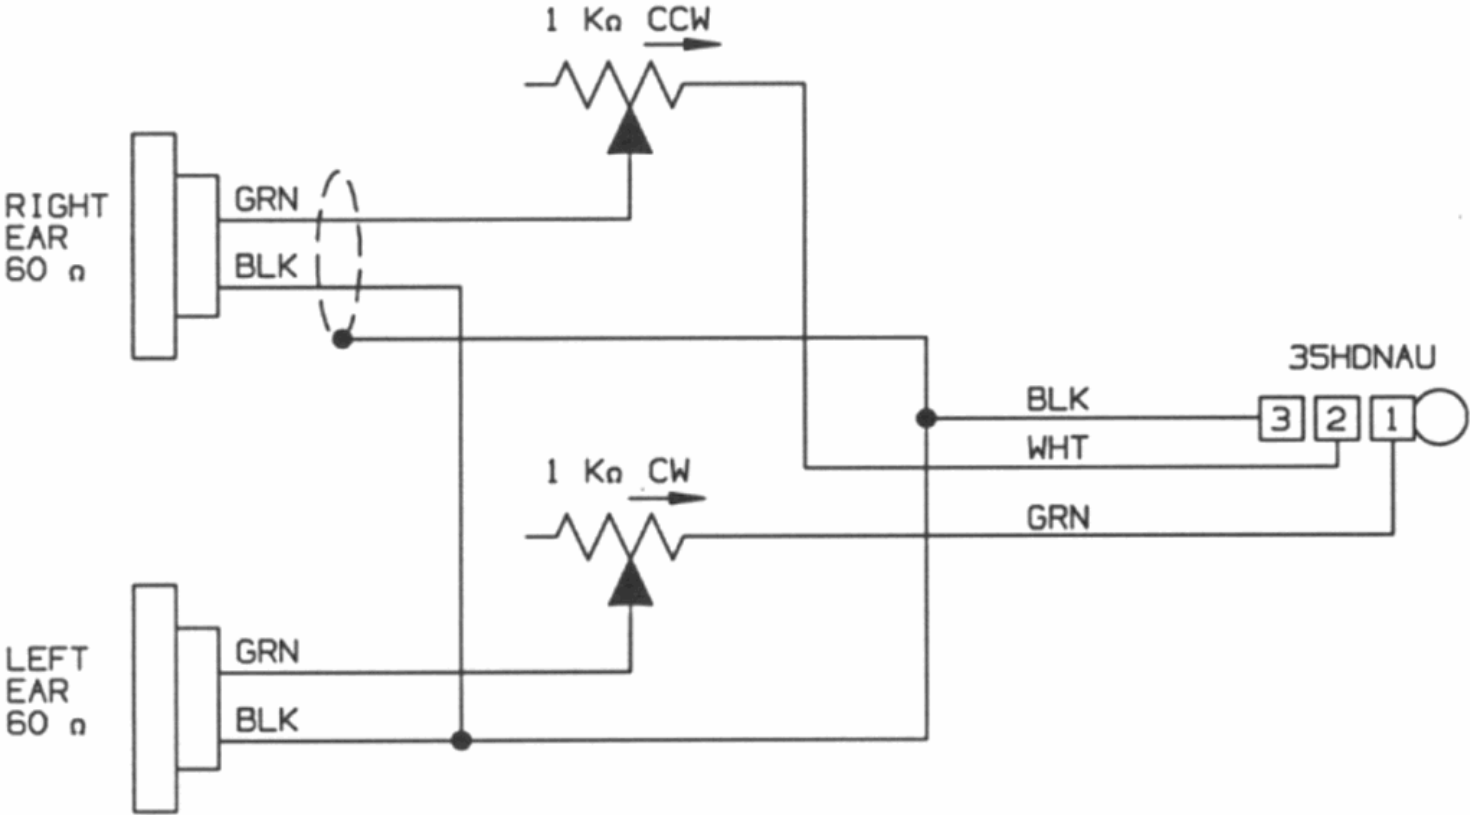 1 KΩ CCW
GRN
RIGHT
EAR
60 Ω
BLK
35HDNAU
BLK
3 2 1
WHT
1 KΩ CW
GRN
LEFT
EAR
60 Ω
GRN
BLK